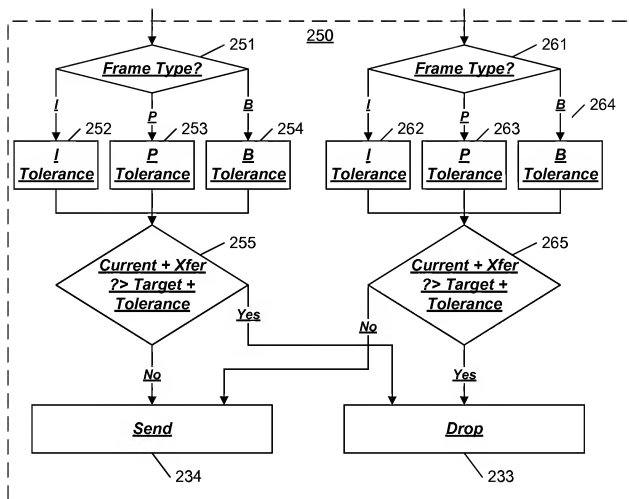 250
251
Frame Type?
I
P
B
252
253
254
I
Tolerance
P
Tolerance
B
Tolerance
255
Current + Xfer
?> Target +
Tolerance
Yes
No
Send
234
261
Frame Type?
I
P
B
262
263
264
I
Tolerance
P
Tolerance
B
Tolerance
265
Current + Xfer
?> Target +
Tolerance
No
Yes
Drop
233